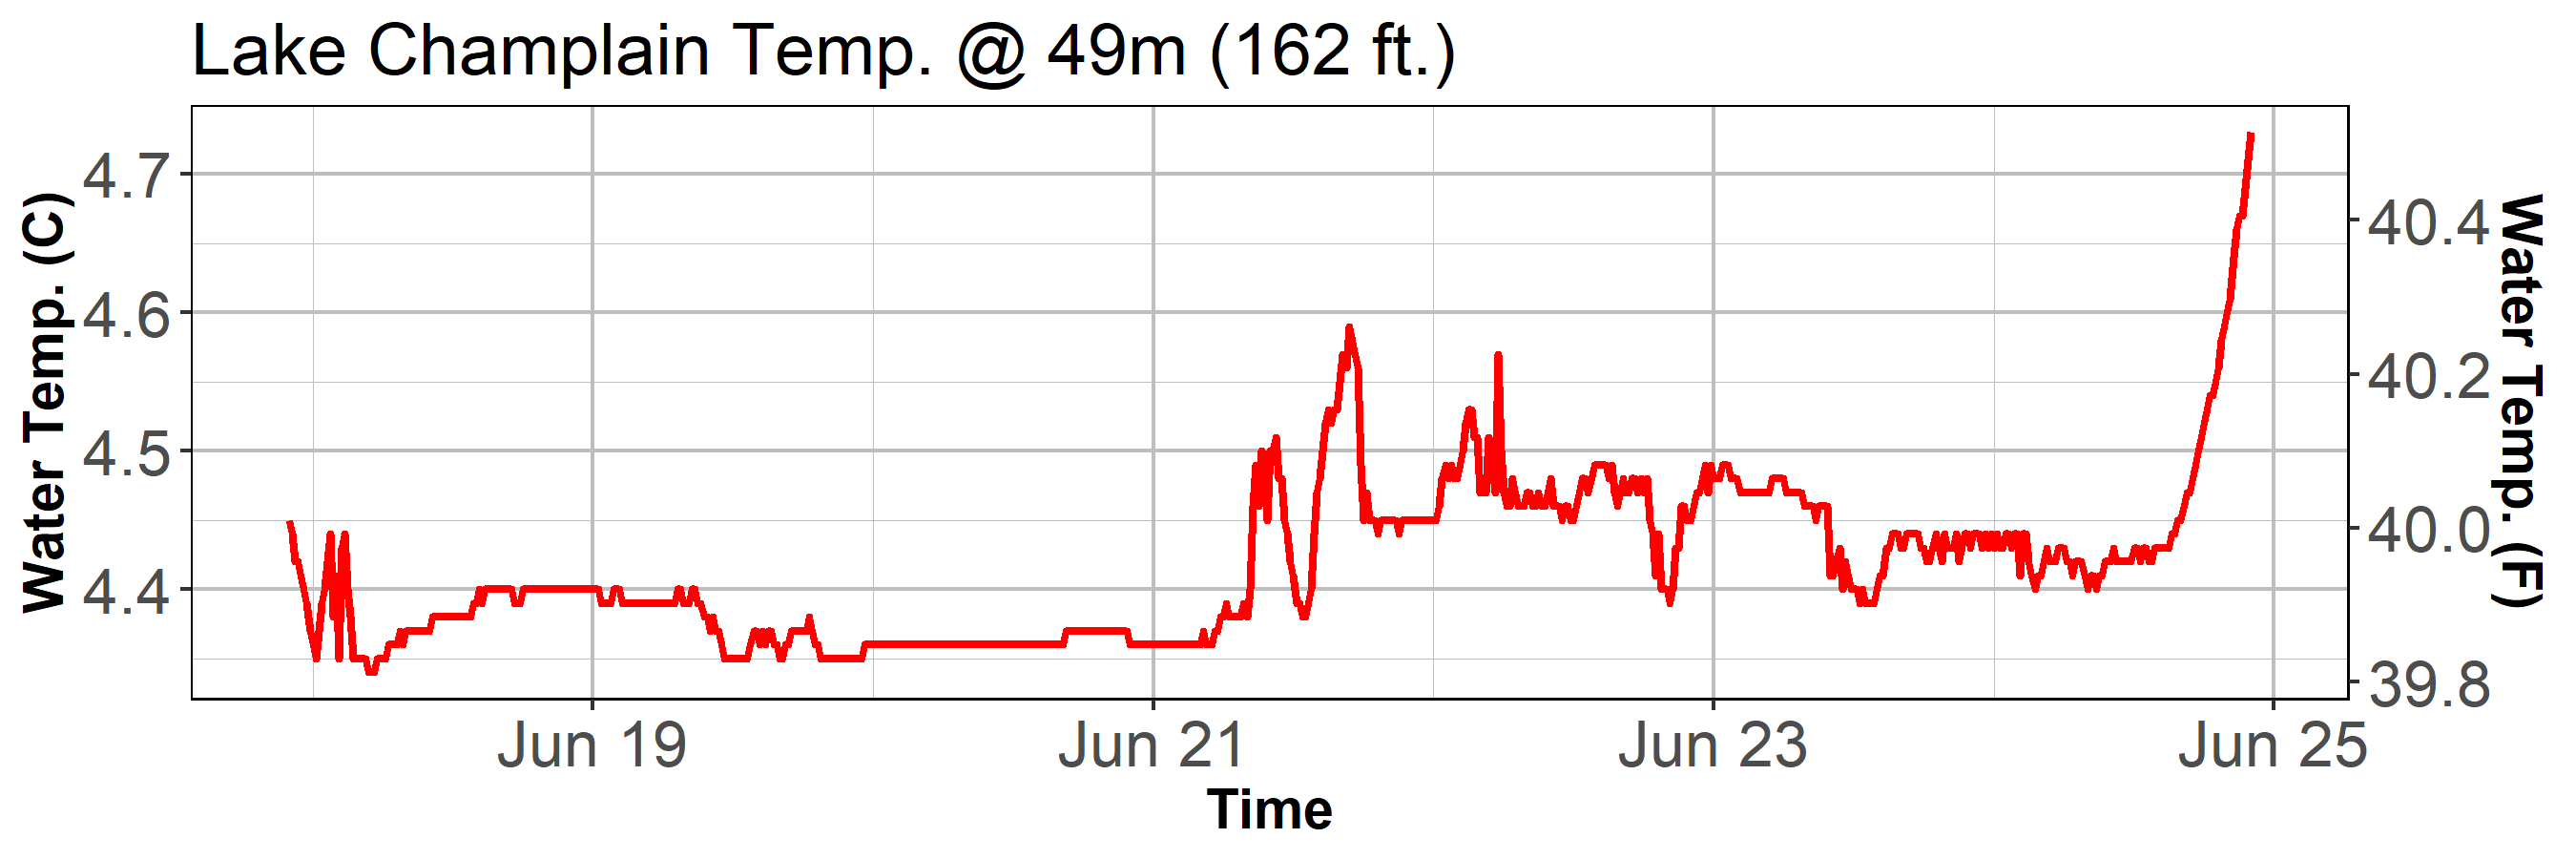 Lake Champlain Temp. @ 49m (162 ft.)
Water Temp. (C)
4.7
4.6
4.5
4.4
40.4
40.2
40.0
39.8
Water Temp. (F)
Jun 19
Jun 21
Jun 23
Jun 25
Time